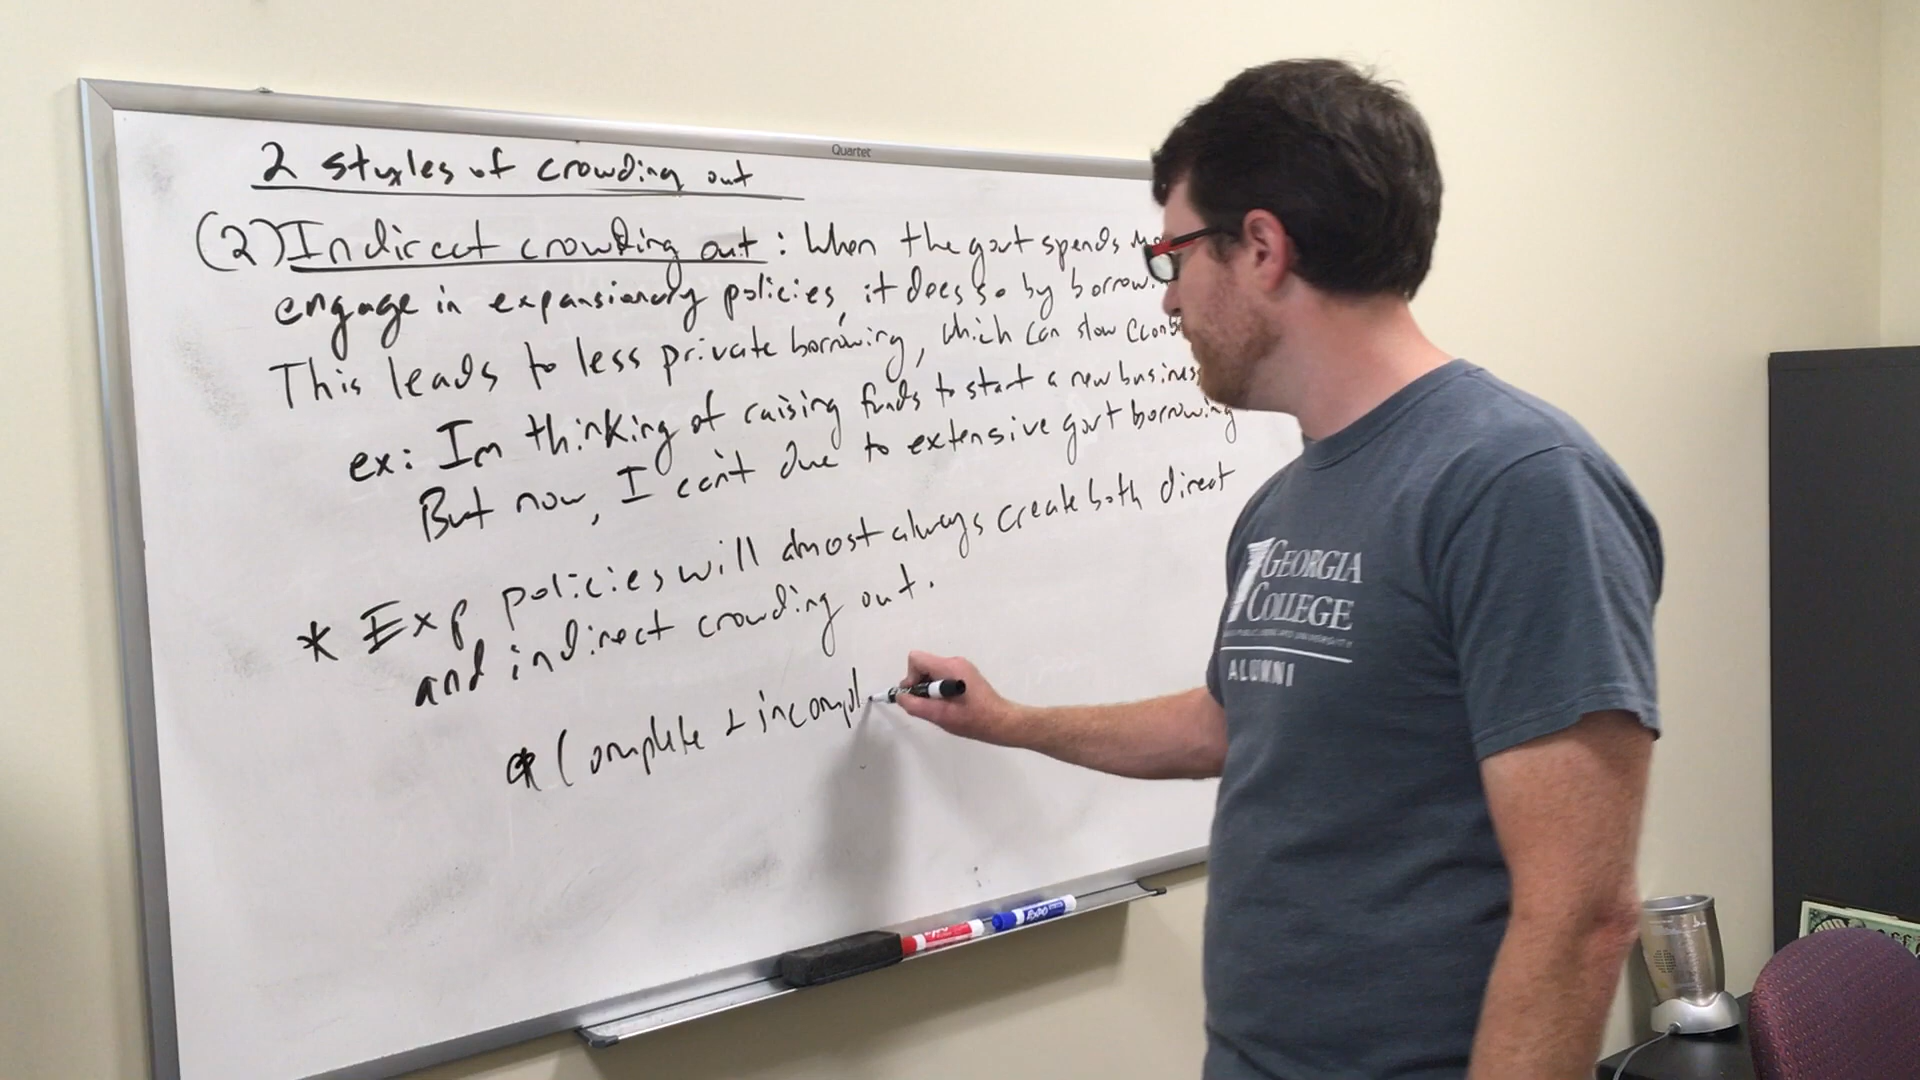 Quartet
2 styles of crowding out
(2) Indirect crowding out: When the govt spends
engage in expansionary policies, it does so by borrow
This leads to less private borrowing, which can slow
ex: Im thinking of raising funds to start a new business
But now, I can't due to extensive govt borrowing
* Exp policies will almost always create both direct
and indirect crowding out.
* Complete + incompl
GEORGIA
COLLEGE
ALUMNI
EXPO